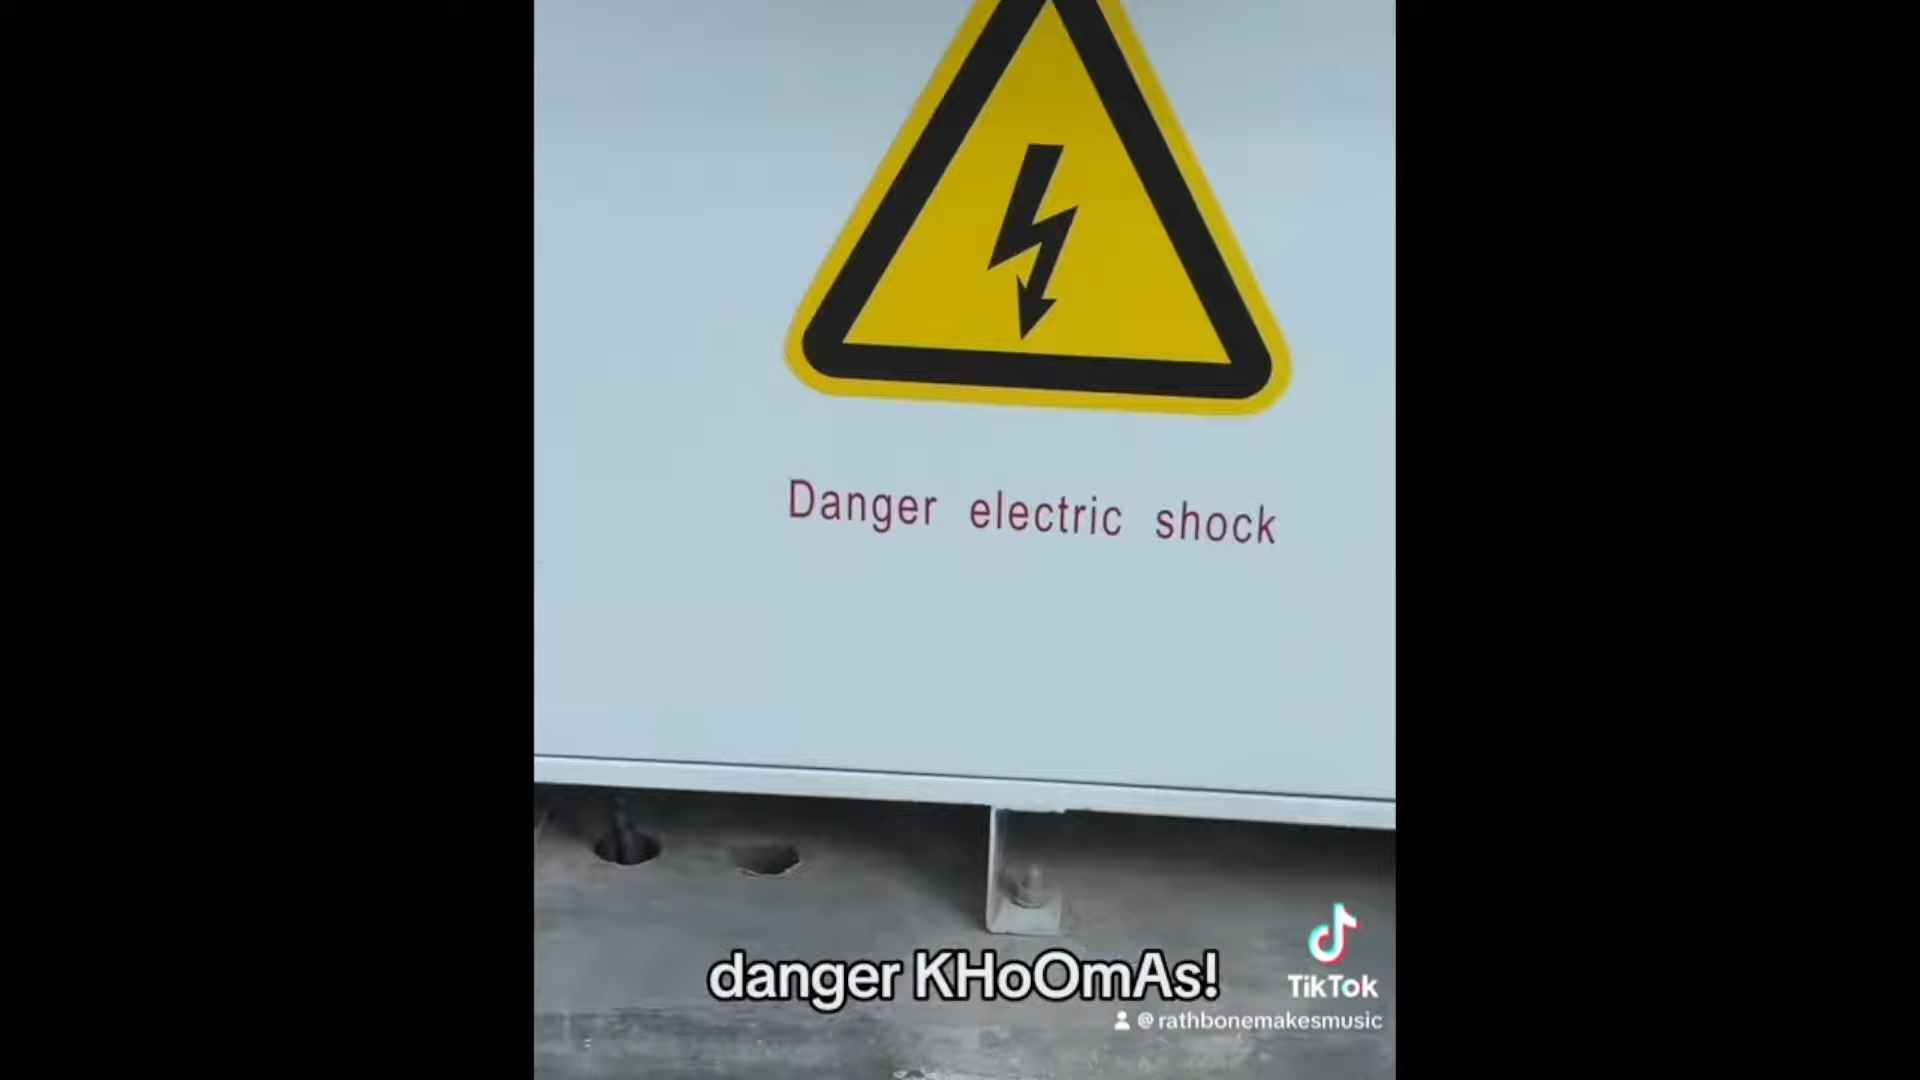 Danger electric shock
danger KHoOmAs!
TikTok
@rathbonemakesmusic